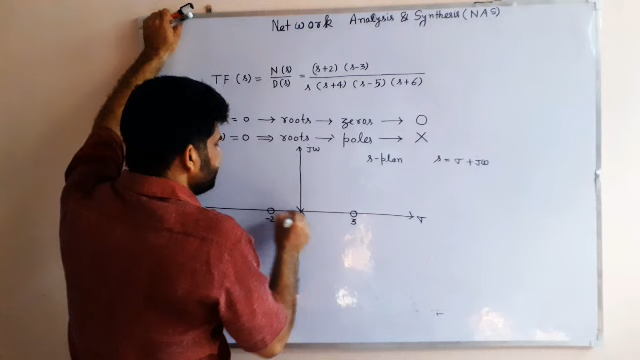 Network Analysis & Synthesis (NAS)
TF(s) = N(s) / D(s) = (s+2) (s-3) / s (s+4) (s-5) (s+6)
= 0 → roots → zeros → O
= 0 ⇒ roots → poles → X
jω
s-plan s = σ + jω
-2 3 σ